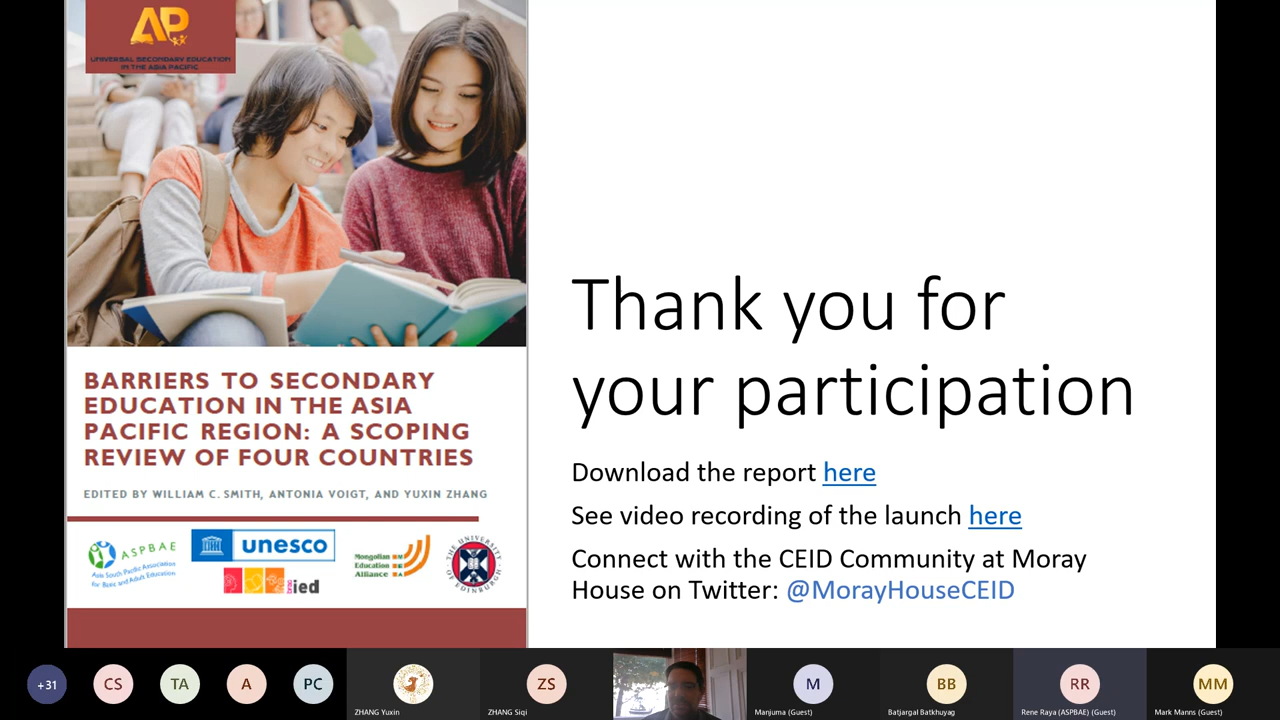 AP
UNIVERSAL SECONDARY EDUCATION
IN THE ASIA PACIFIC
BARRIERS TO SECONDARY
EDUCATION IN THE ASIA
PACIFIC REGION: A SCOPING
REVIEW OF FOUR COUNTRIES
EDITED BY WILLIAM C. SMITH, ANTONIA VOIGT, AND YUXIN ZHANG
ASPBAE
Asia South Pacific Association
for Basic and Adult Education
unesco
brac
ied
Mongolian
Education
Alliance
THE UNIVERSITY OF EDINBURGH
Thank you for
your participation
Download the report here
See video recording of the launch here
Connect with the CEID Community at Moray
House on Twitter: @MorayHouseCEID
+31
CS
TA
A
PC
ZHANG Yuxin
ZS
ZHANG Siqi
M
Manjuma (Guest)
BB
Batjargal Batkhuyag
RR
Rene Raya (ASPBAE) (Guest)
MM
Mark Manns (Guest)